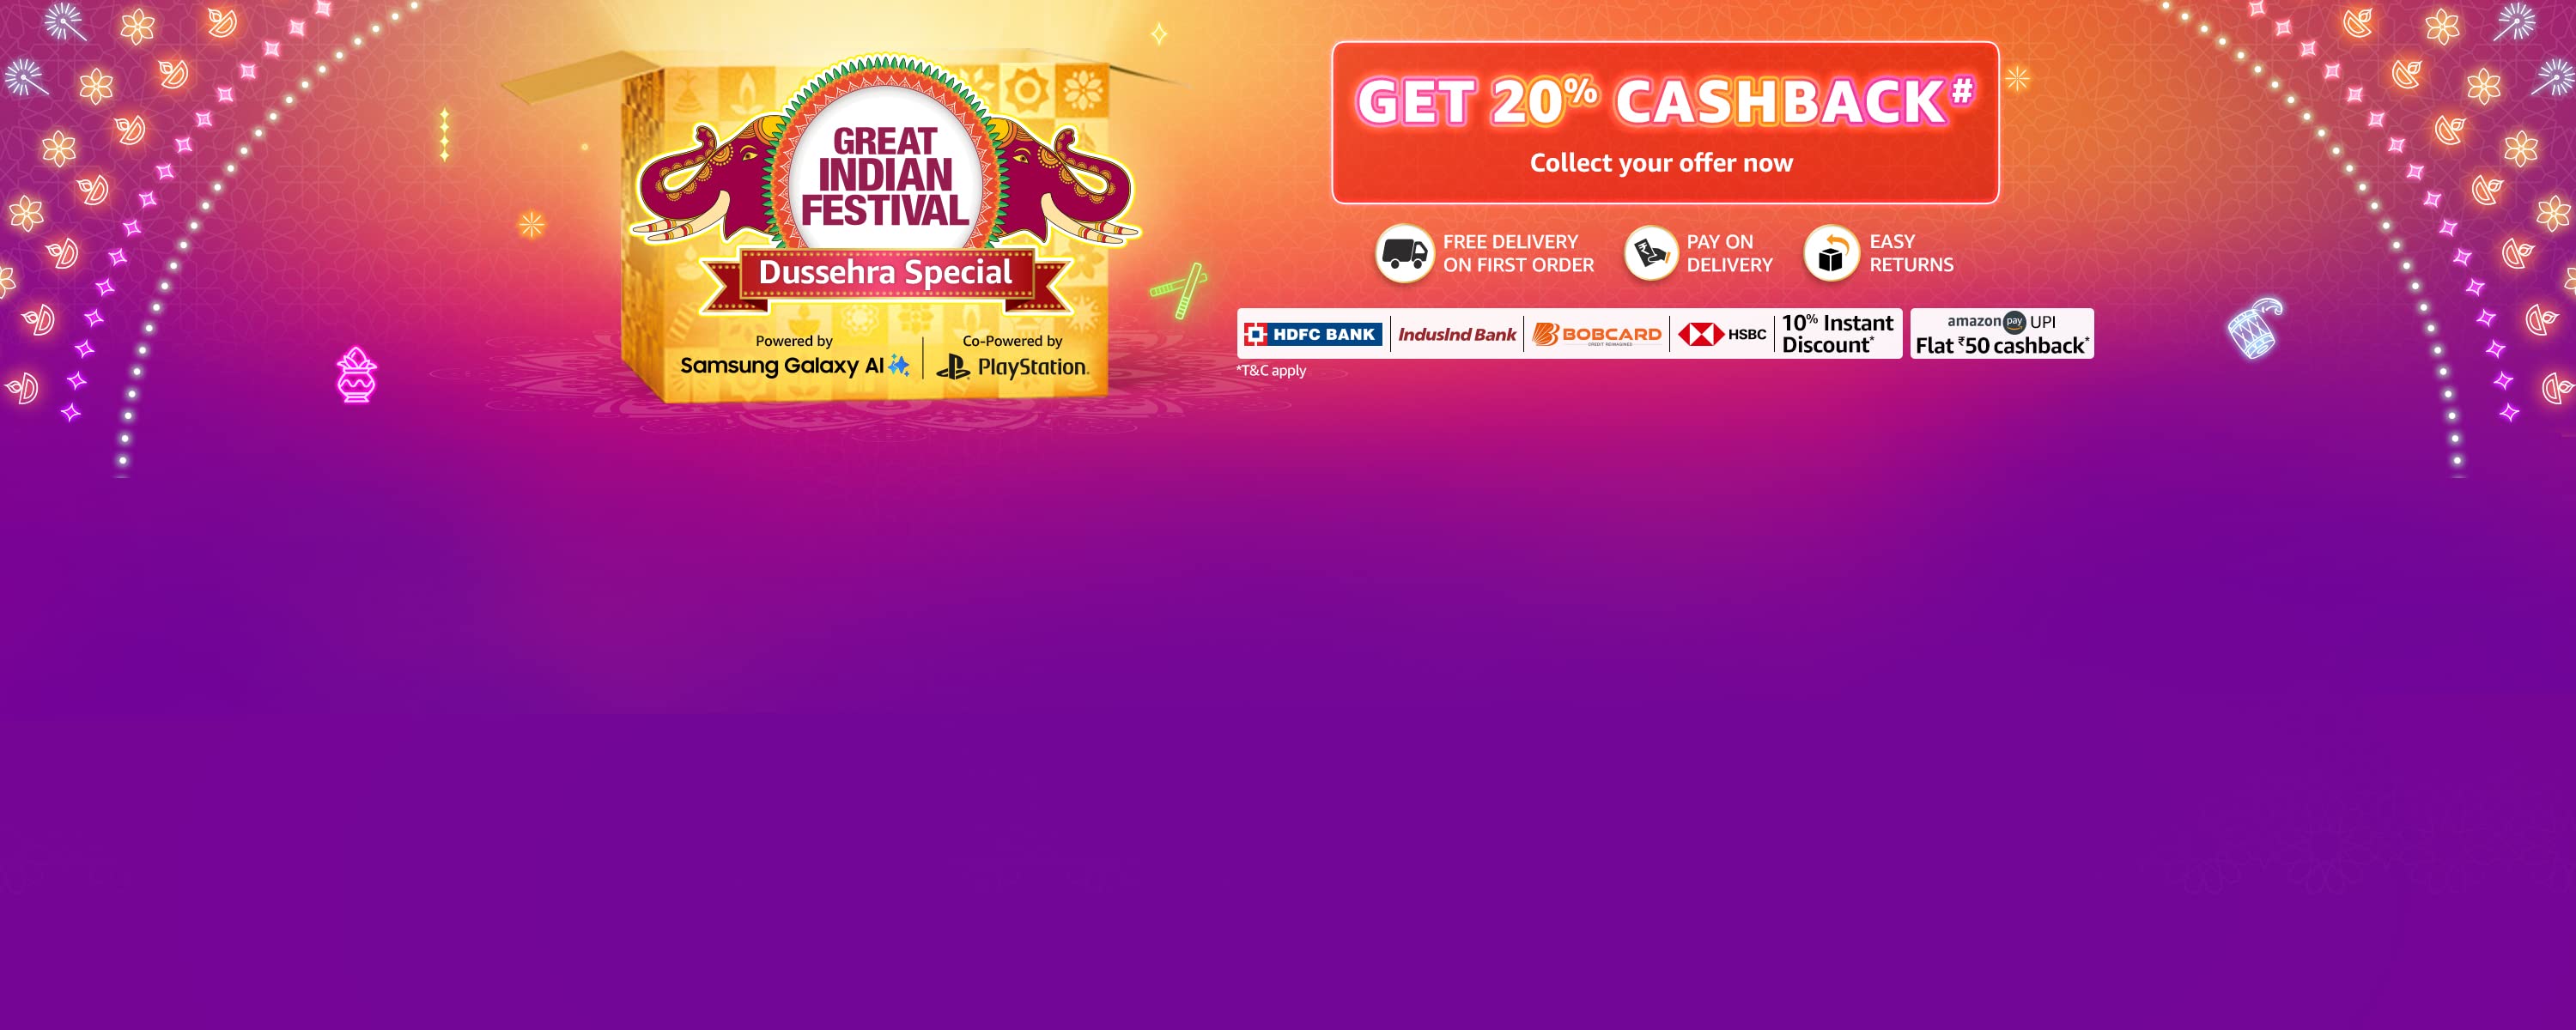 GREAT
INDIAN
FESTIVAL
Dussehra Special
Powered by
Samsung Galaxy AI
Co-Powered by
PlayStation.
GET 20% CASHBACK#
Collect your offer now
FREE DELIVERY
ON FIRST ORDER
PAY ON
DELIVERY
EASY
RETURNS
HDFC BANK
IndusInd Bank
BOBCARD
CREDIT REIMAGINED
HSBC
10% Instant
Discount*
amazon pay UPI
Flat ₹50 cashback*
*T&C apply